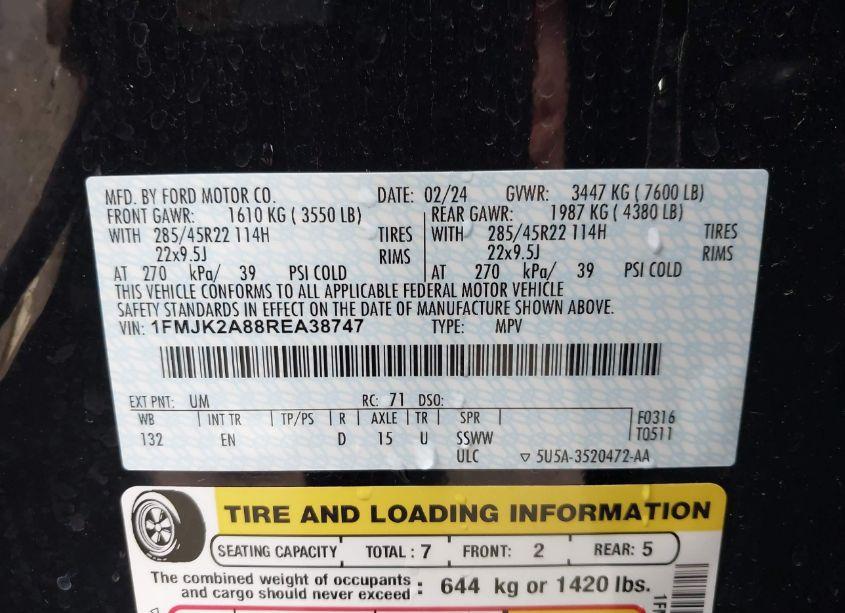 MFD. BY FORD MOTOR CO. DATE: 02/24 GVWR: 3447 KG ( 7600 LB)
FRONT GAWR: 1610 KG ( 3550 LB) REAR GAWR: 1987 KG ( 4380 LB)
WITH 285/45R22 114H TIRES WITH 285/45R22 114H TIRES
22x9.5J RIMS 22x9.5J RIMS
AT 270 kPa/ 39 PSI COLD AT 270 kPa/ 39 PSI COLD
THIS VEHICLE CONFORMS TO ALL APPLICABLE FEDERAL MOTOR VEHICLE
SAFETY STANDARDS IN EFFECT ON THE DATE OF MANUFACTURE SHOWN ABOVE.
VIN: 1FMJK2A88REA38747 TYPE: MPV
EXT PNT: UM RC: 71 DSO:
WB INT TR TP/PS R AXLE TR SPR F0316
132 EN D 15 U SSWW T0511
ULC ▽ 5U5A-3520472-AA
TIRE AND LOADING INFORMATION
SEATING CAPACITY TOTAL : 7 FRONT: 2 REAR: 5
The combined weight of occupants
and cargo should never exceed : 644 kg or 1420 lbs.